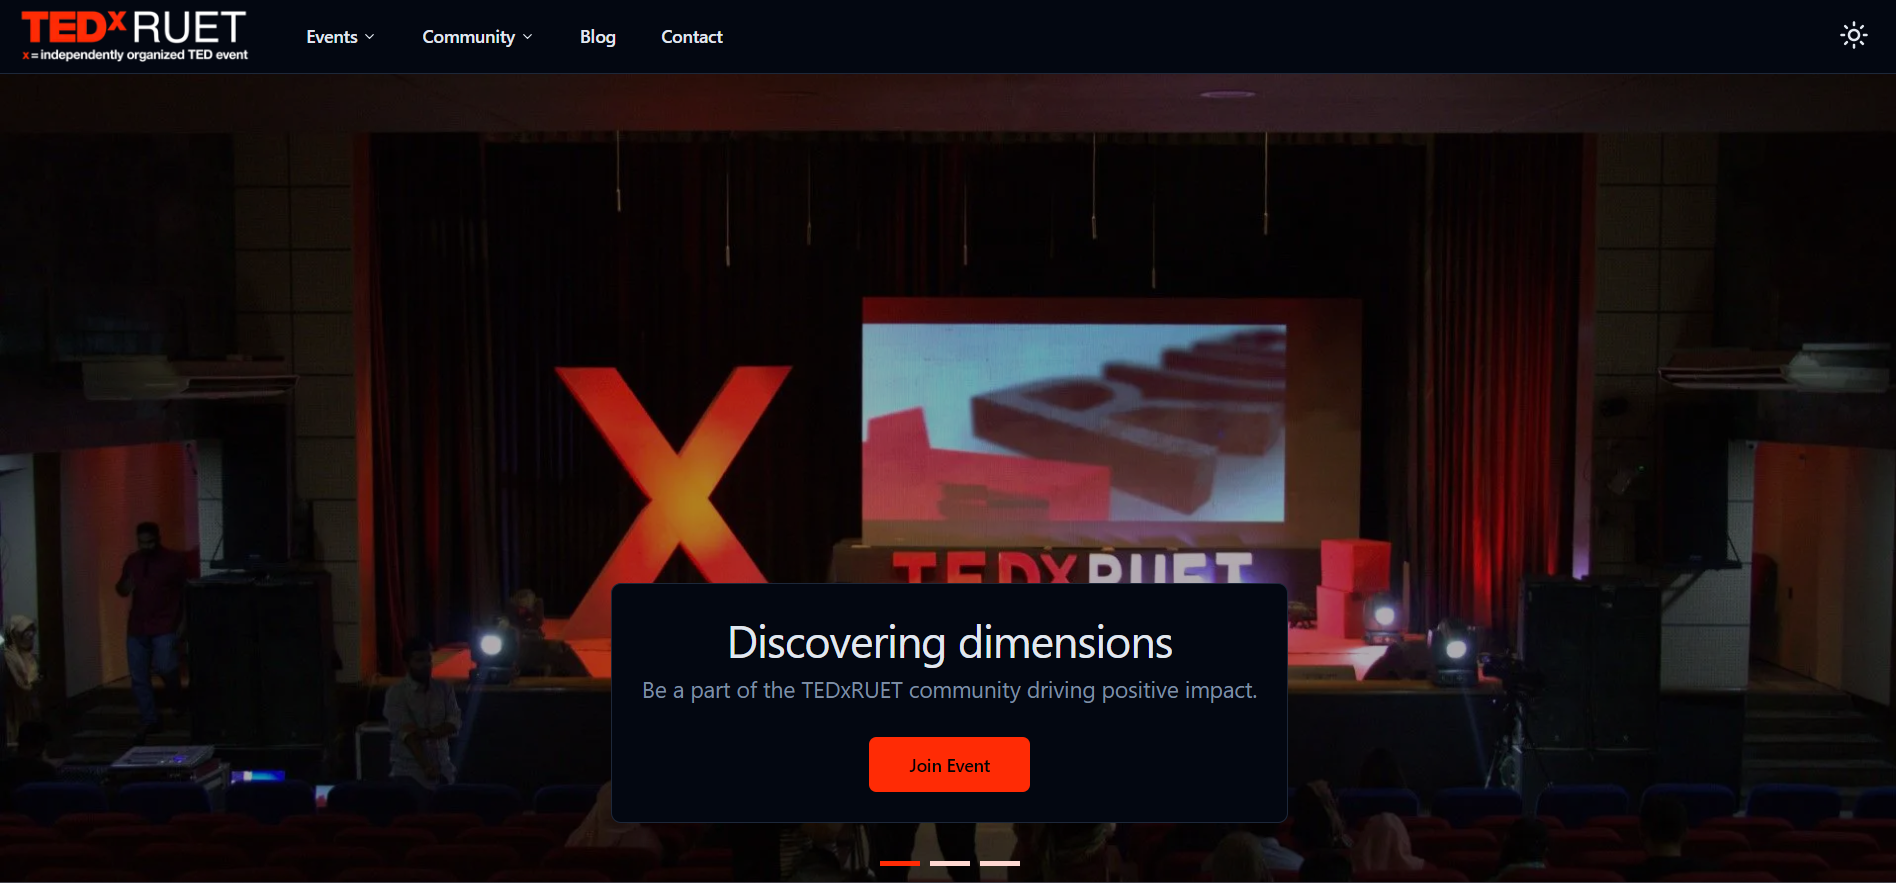 TEDx RUET
x = independently organized TED event
Events
Community
Blog
Contact
X
TEDXRUET
Discovering dimensions
Be a part of the TEDxRUET community driving positive impact.
Join Event